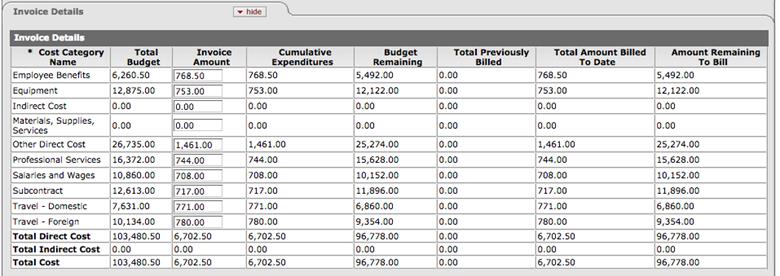 Invoice Details
hide
Invoice Details
* Cost Category Name Total Budget Invoice Amount Cumulative Expenditures Budget Remaining Total Previously Billed Total Amount Billed To Date Amount Remaining To Bill
Employee Benefits 6,260.50 768.50 768.50 5,492.00 0.00 768.50 5,492.00
Equipment 12,875.00 753.00 753.00 12,122.00 0.00 753.00 12,122.00
Indirect Cost 0.00 0.00 0.00 0.00 0.00 0.00 0.00
Materials, Supplies, Services 0.00 0.00 0.00 0.00 0.00 0.00 0.00
Other Direct Cost 26,735.00 1,461.00 1,461.00 25,274.00 0.00 1,461.00 25,274.00
Professional Services 16,372.00 744.00 744.00 15,628.00 0.00 744.00 15,628.00
Salaries and Wages 10,860.00 708.00 708.00 10,152.00 0.00 708.00 10,152.00
Subcontract 12,613.00 717.00 717.00 11,896.00 0.00 717.00 11,896.00
Travel - Domestic 7,631.00 771.00 771.00 6,860.00 0.00 771.00 6,860.00
Travel - Foreign 10,134.00 780.00 780.00 9,354.00 0.00 780.00 9,354.00
Total Direct Cost 103,480.50 6,702.50 6,702.50 96,778.00 0.00 6,702.50 96,778.00
Total Indirect Cost 0.00 0.00 0.00 0.00 0.00 0.00 0.00
Total Cost 103,480.50 6,702.50 6,702.50 96,778.00 0.00 6,702.50 96,778.00